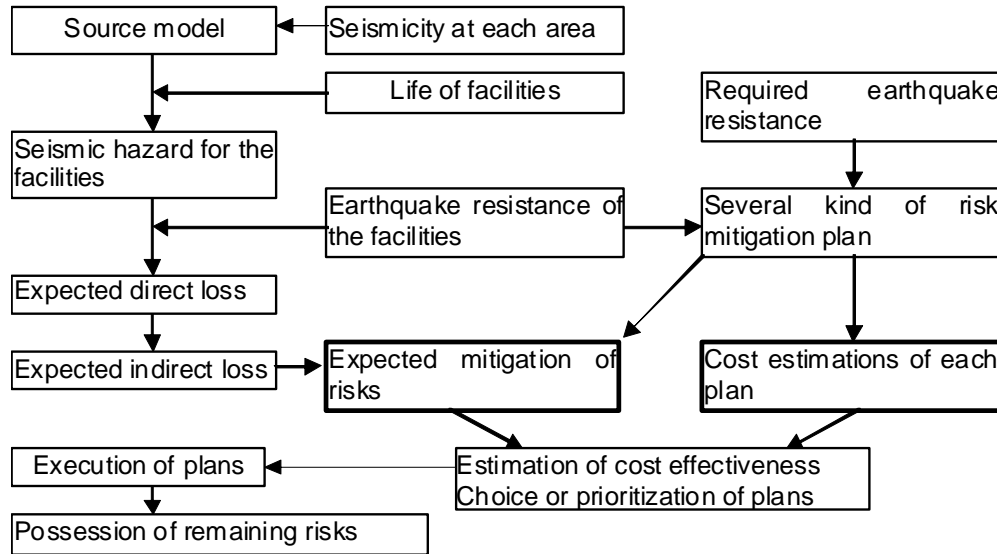 Source model
Seismicity at each area
Life of facilities
Required earthquake
resistance
Seismic hazard for the
facilities
Earthquake resistance of
the facilities
Several kind of risk
mitigation plan
Expected direct loss
Expected indirect loss
Expected mitigation of
risks
Cost estimations of each
plan
Execution of plans
Estimation of cost effectiveness
Choice or prioritization of plans
Possession of remaining risks